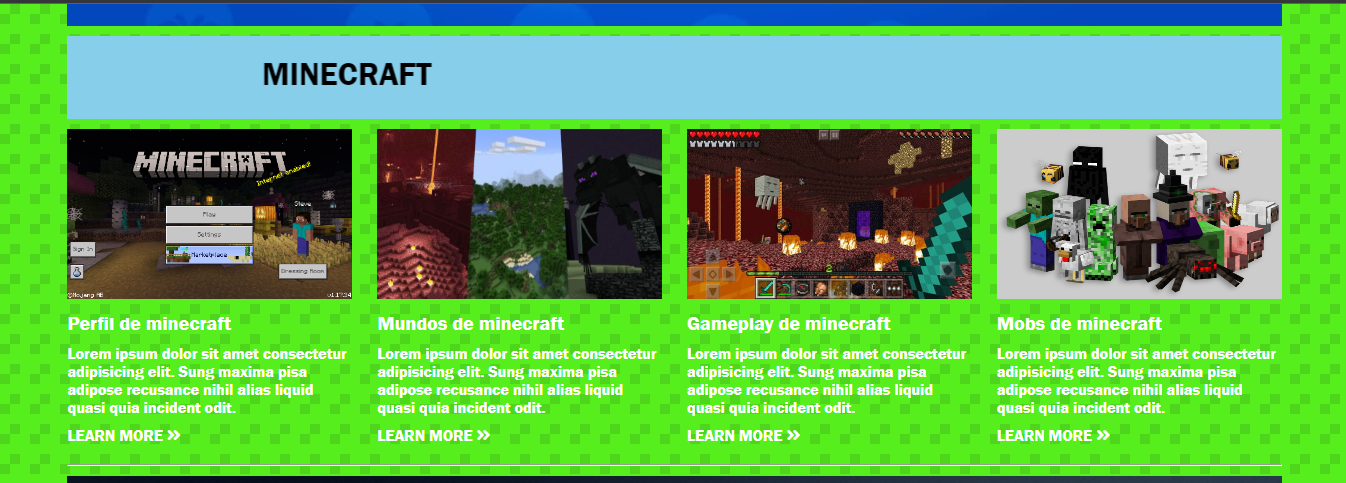 MINECRAFT
MINECRAFT
Internet enabled!
Play
Steve
Settings
Sign In
Marketplace
Dressing Room
©Mojang AB
v1.17.34
Perfil de minecraft
Lorem ipsum dolor sit amet consectetur
adipisicing elit. Sung maxima pisa
adipose recusance nihil alias liquid
quasi quia incident odit.
LEARN MORE »
Mundos de minecraft
Lorem ipsum dolor sit amet consectetur
adipisicing elit. Sung maxima pisa
adipose recusance nihil alias liquid
quasi quia incident odit.
LEARN MORE »
Gameplay de minecraft
Lorem ipsum dolor sit amet consectetur
adipisicing elit. Sung maxima pisa
adipose recusance nihil alias liquid
quasi quia incident odit.
LEARN MORE »
Mobs de minecraft
Lorem ipsum dolor sit amet consectetur
adipisicing elit. Sung maxima pisa
adipose recusance nihil alias liquid
quasi quia incident odit.
LEARN MORE »